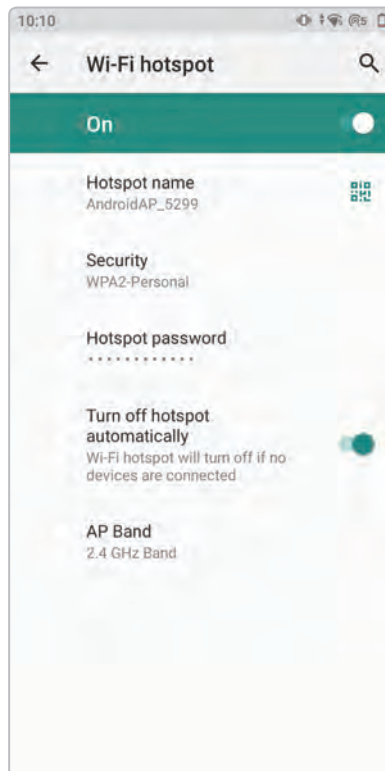 10:10
Wi-Fi hotspot
On
Hotspot name
AndroidAP_5299
Security
WPA2-Personal
Hotspot password
............
Turn off hotspot
automatically
Wi-Fi hotspot will turn off if no
devices are connected
AP Band
2.4 GHz Band